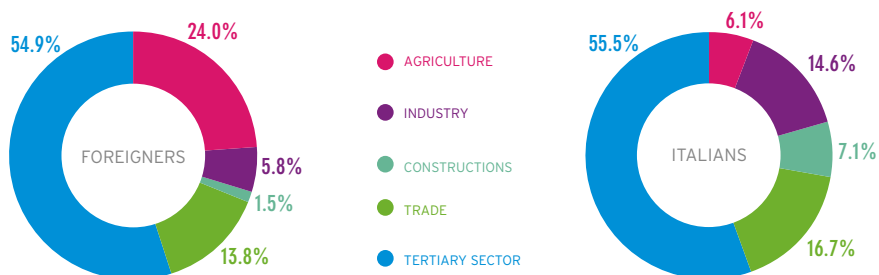 54.9%
24.0%
5.8%
1.5%
13.8%
FOREIGNERS
AGRICULTURE
INDUSTRY
CONSTRUCTIONS
TRADE
TERTIARY SECTOR
55.5%
6.1%
14.6%
7.1%
16.7%
ITALIANS